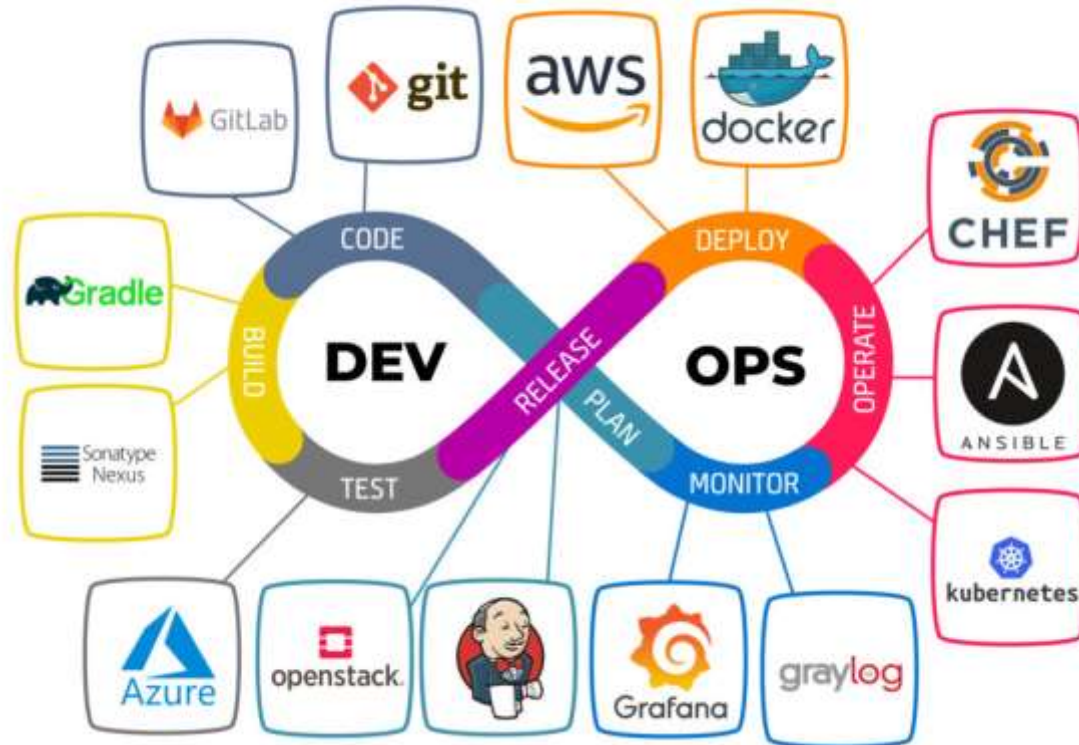 GitLab
git
aws
docker
CHEF
Gradle
CODE
DEPLOY
BUILD
DEV
RELEASE
OPS
OPERATE
PLAN
ANSIBLE
Sonatype
Nexus
TEST
MONITOR
kubernetes
Azure
openstack.
Grafana
graylog